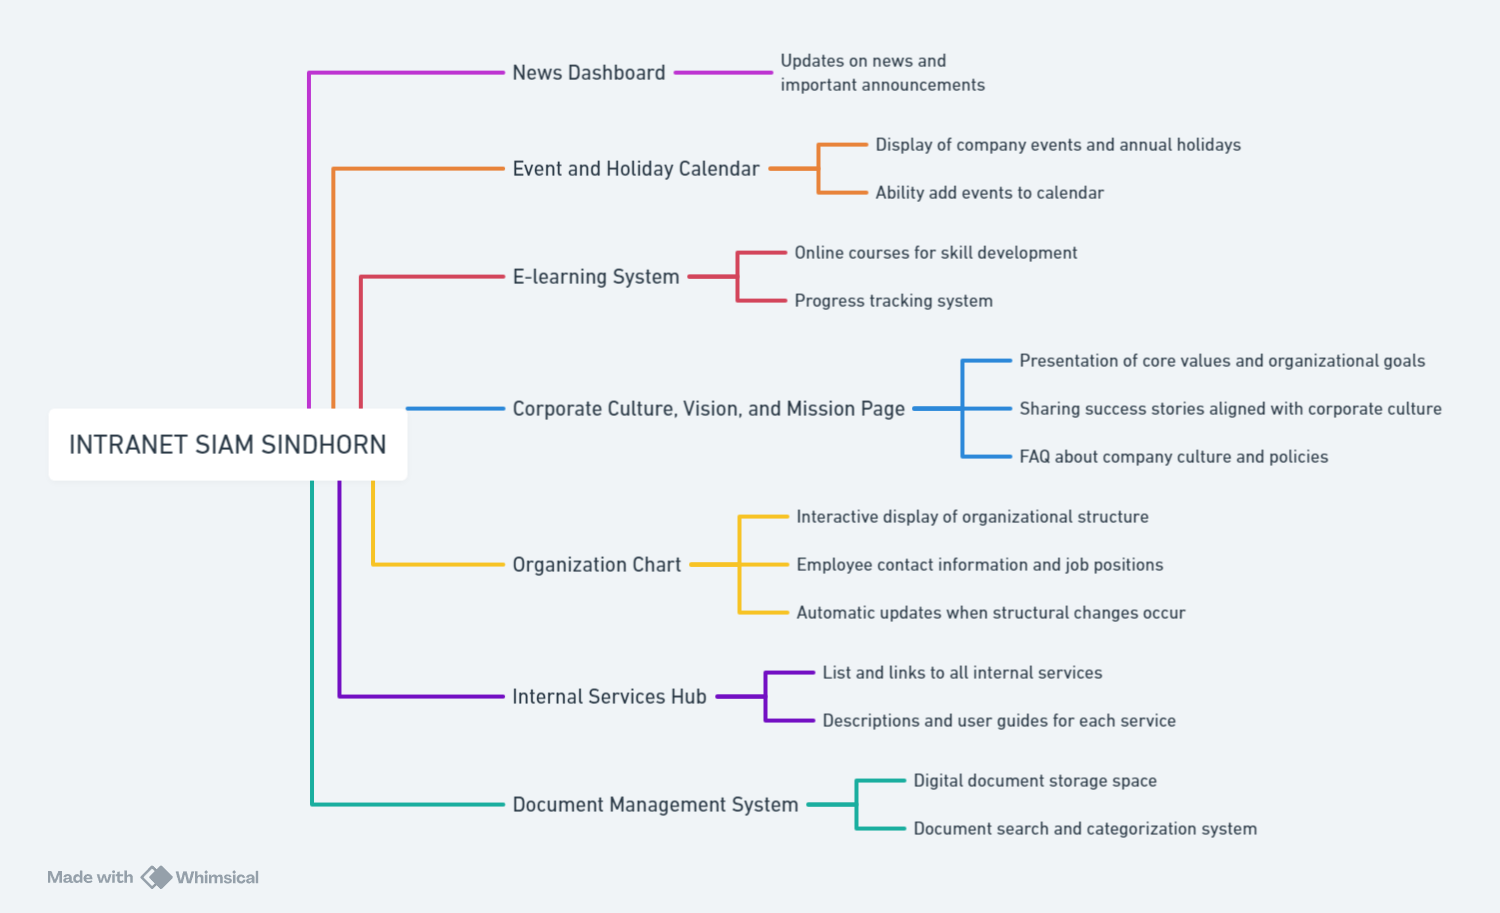 News Dashboard
Updates on news and
important announcements
Event and Holiday Calendar
Display of company events and annual holidays
Ability add events to calendar
E-learning System
Online courses for skill development
Progress tracking system
INTRANET SIAM SINDHORN
Corporate Culture, Vision, and Mission Page
Presentation of core values and organizational goals
Sharing success stories aligned with corporate culture
FAQ about company culture and policies
Organization Chart
Interactive display of organizational structure
Employee contact information and job positions
Automatic updates when structural changes occur
Internal Services Hub
List and links to all internal services
Descriptions and user guides for each service
Document Management System
Digital document storage space
Document search and categorization system
Made with Whimsical